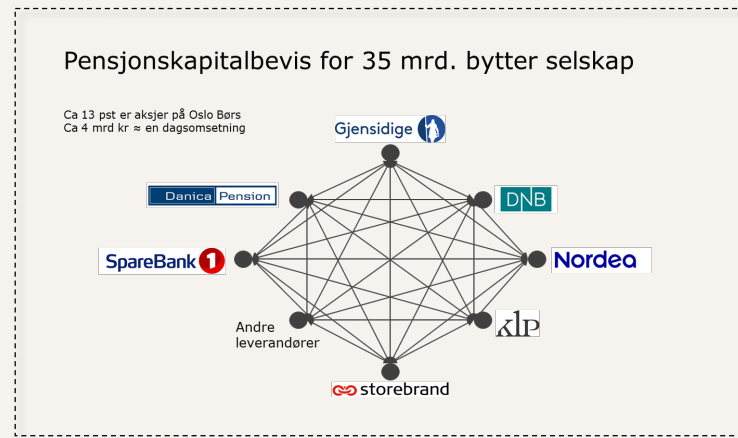 Pensjonskapitalbevis for 35 mrd. bytter selskap
Ca 13 pst er aksjer på Oslo Børs
Ca 4 mrd kr ≈ en dagsomsetning
Gjensidige
Danica Pension
DNB
SpareBank 1
Nordea
Andre
leverandører
klp
storebrand